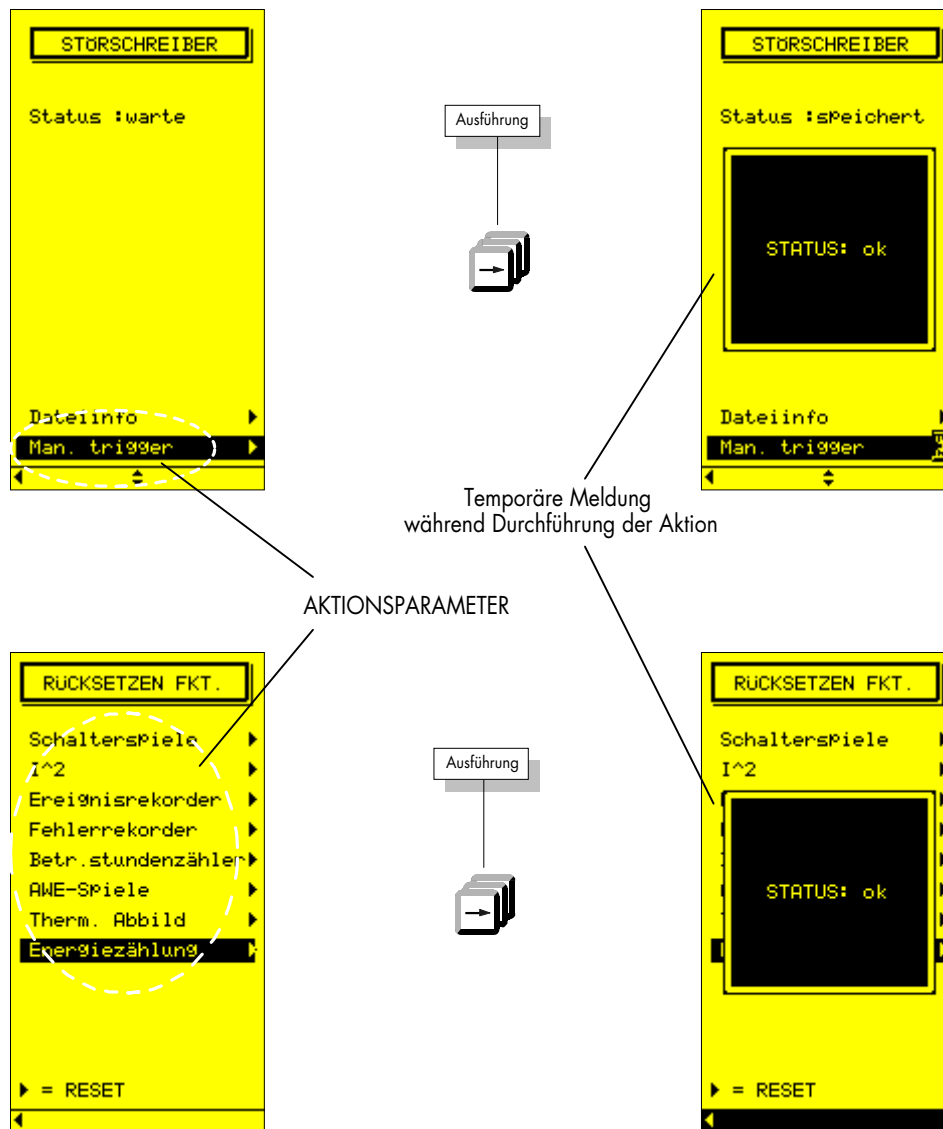 STÖRSCHREIBER
Status :warte
Dateiinfo
Man. trigger
Ausführung
STÖRSCHREIBER
Status :speichert
STATUS: ok
Dateiinfo
Man. trigger
Temporäre Meldung
während Durchführung der Aktion
AKTIONSPARAMETER
RÜCKSETZEN FKT.
Schalterspiele
I^2
Ereignisrekorder
Fehlerrekorder
Betr.stundenzähler
AWE-Spiele
Therm. Abbild
Energiezählung
= RESET
Ausführung
RÜCKSETZEN FKT.
Schalterspiele
I^2
STATUS: ok
= RESET